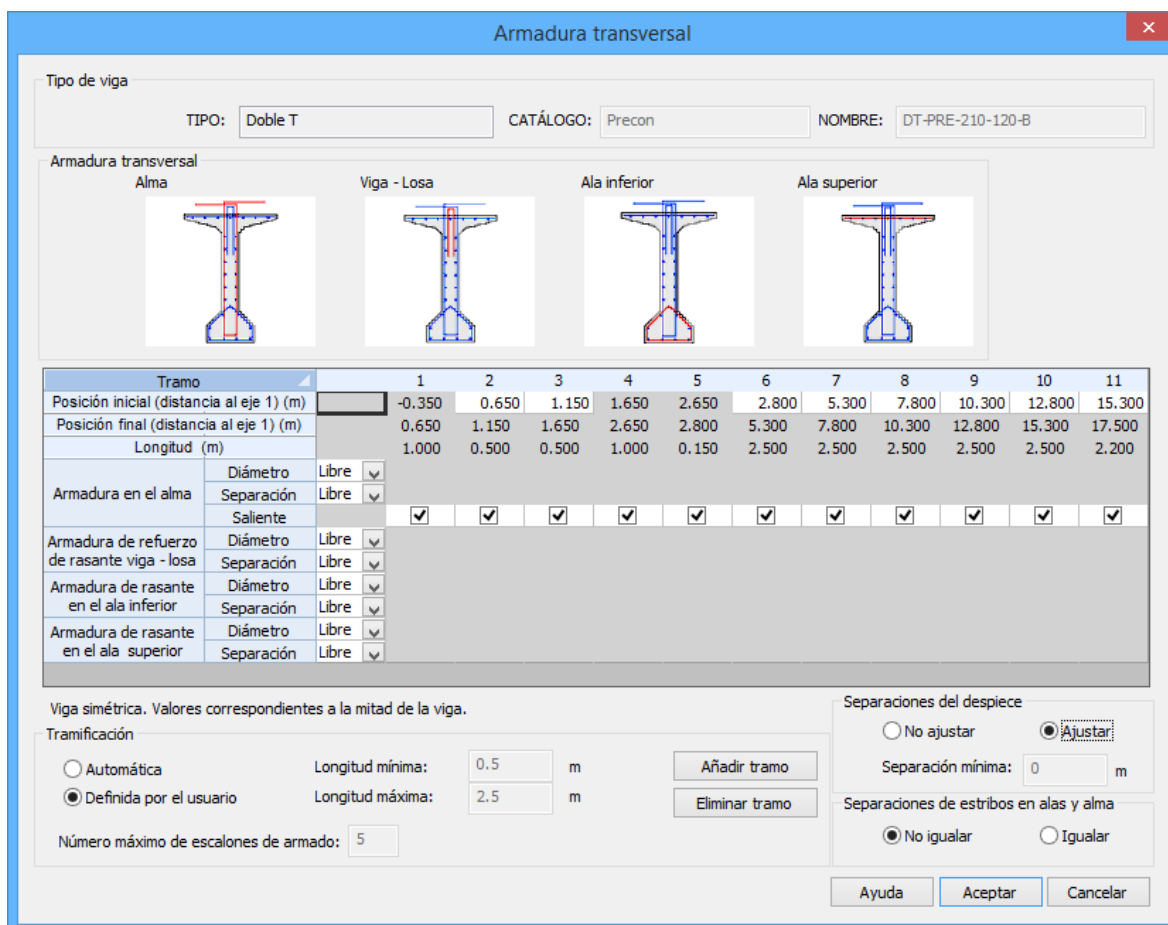 Armadura transversal
Tipo de viga
TIPO: Doble T CATÁLOGO: Precon NOMBRE: DT-PRE-210-120-B
Armadura transversal
Alma Viga - Losa Ala inferior Ala superior
Tramo 1 2 3 4 5 6 7 8 9 10 11
Posición inicial (distancia al eje 1) (m) -0.350 0.650 1.150 1.650 2.650 2.800 5.300 7.800 10.300 12.800 15.300
Posición final (distancia al eje 1) (m) 0.650 1.150 1.650 2.650 2.800 5.300 7.800 10.300 12.800 15.300 17.500
Longitud (m) 1.000 0.500 0.500 1.000 0.150 2.500 2.500 2.500 2.500 2.500 2.200
Armadura en el alma
Diámetro Libre
Separación Libre
Saliente
Armadura de refuerzo de rasante viga - losa
Diámetro Libre
Separación Libre
Armadura de rasante en el ala inferior
Diámetro Libre
Separación Libre
Armadura de rasante en el ala superior
Diámetro Libre
Separación Libre
Viga simétrica. Valores correspondientes a la mitad de la viga.
Tramificación
Automática
Definida por el usuario
Longitud mínima: 0.5 m
Longitud máxima: 2.5 m
Añadir tramo
Eliminar tramo
Número máximo de escalones de armado: 5
Separaciones del despiece
No ajustar Ajustar
Separación mínima: 0 m
Separaciones de estribos en alas y alma
No igualar Igualar
Ayuda Aceptar Cancelar